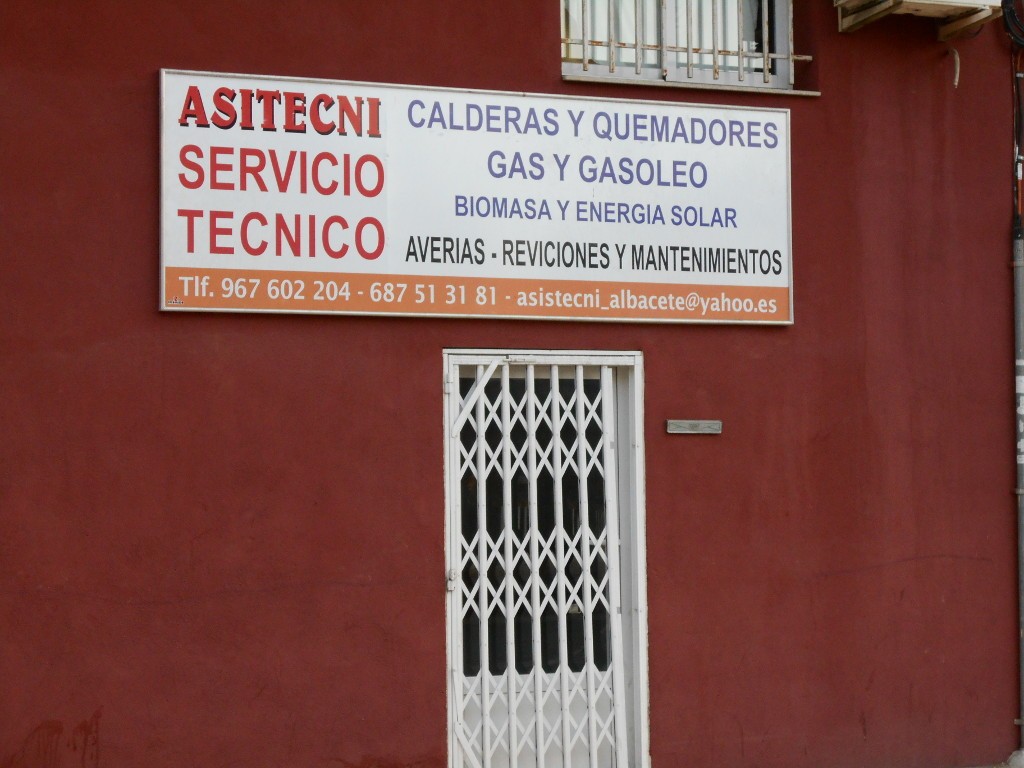 ASITECNI
SERVICIO
TECNICO
CALDERAS Y QUEMADORES
GAS Y GASOLEO
BIOMASA Y ENERGIA SOLAR
AVERIAS - REVICIONES Y MANTENIMIENTOS
Tlf. 967 602 204 - 687 51 31 81 - asistecni_albacete@yahoo.es